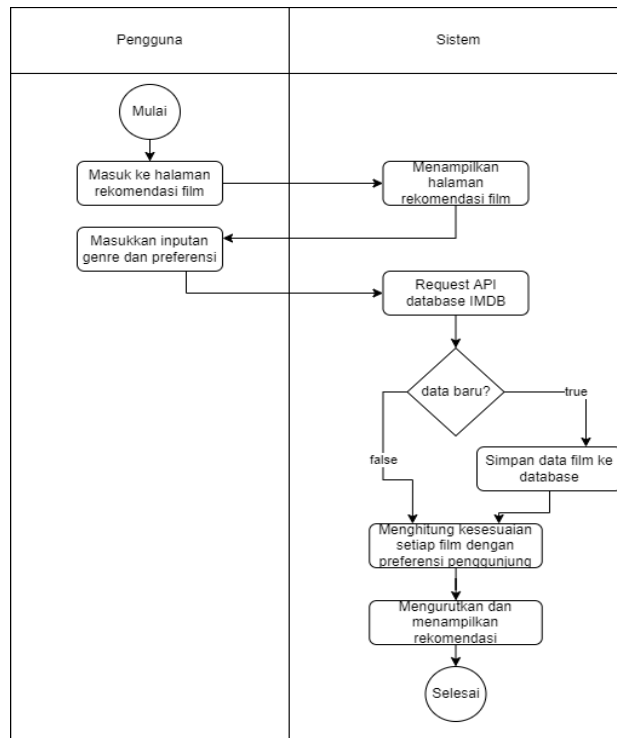 Pengguna
Sistem
Mulai
Masuk ke halaman
rekomendasi film
Menampilkan
halaman
rekomendasi film
Masukkan inputan
genre dan preferensi
Request API
database IMDB
data baru?
true
false
Simpan data film ke
database
Menghitung kesesuaian
setiap film dengan
preferensi penggunjung
Mengurutkan dan
menampilkan
rekomendasi
Selesai